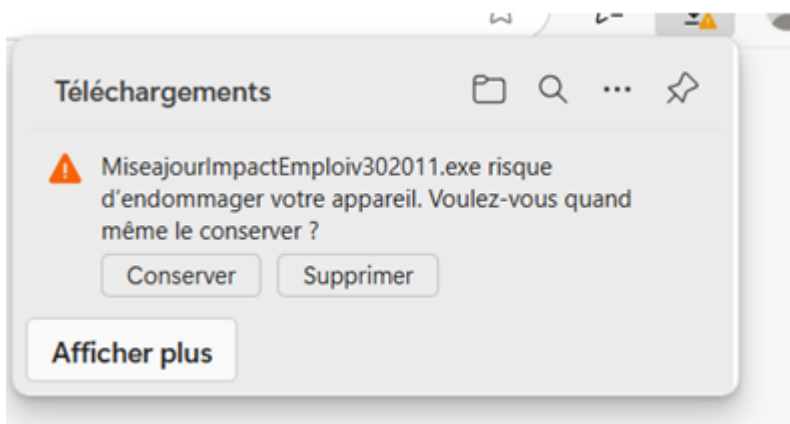 Téléchargements
MiseajourImpactEmploiv302011.exe risque
d'endommager votre appareil. Voulez-vous quand
même le conserver ?
Conserver Supprimer
Afficher plus